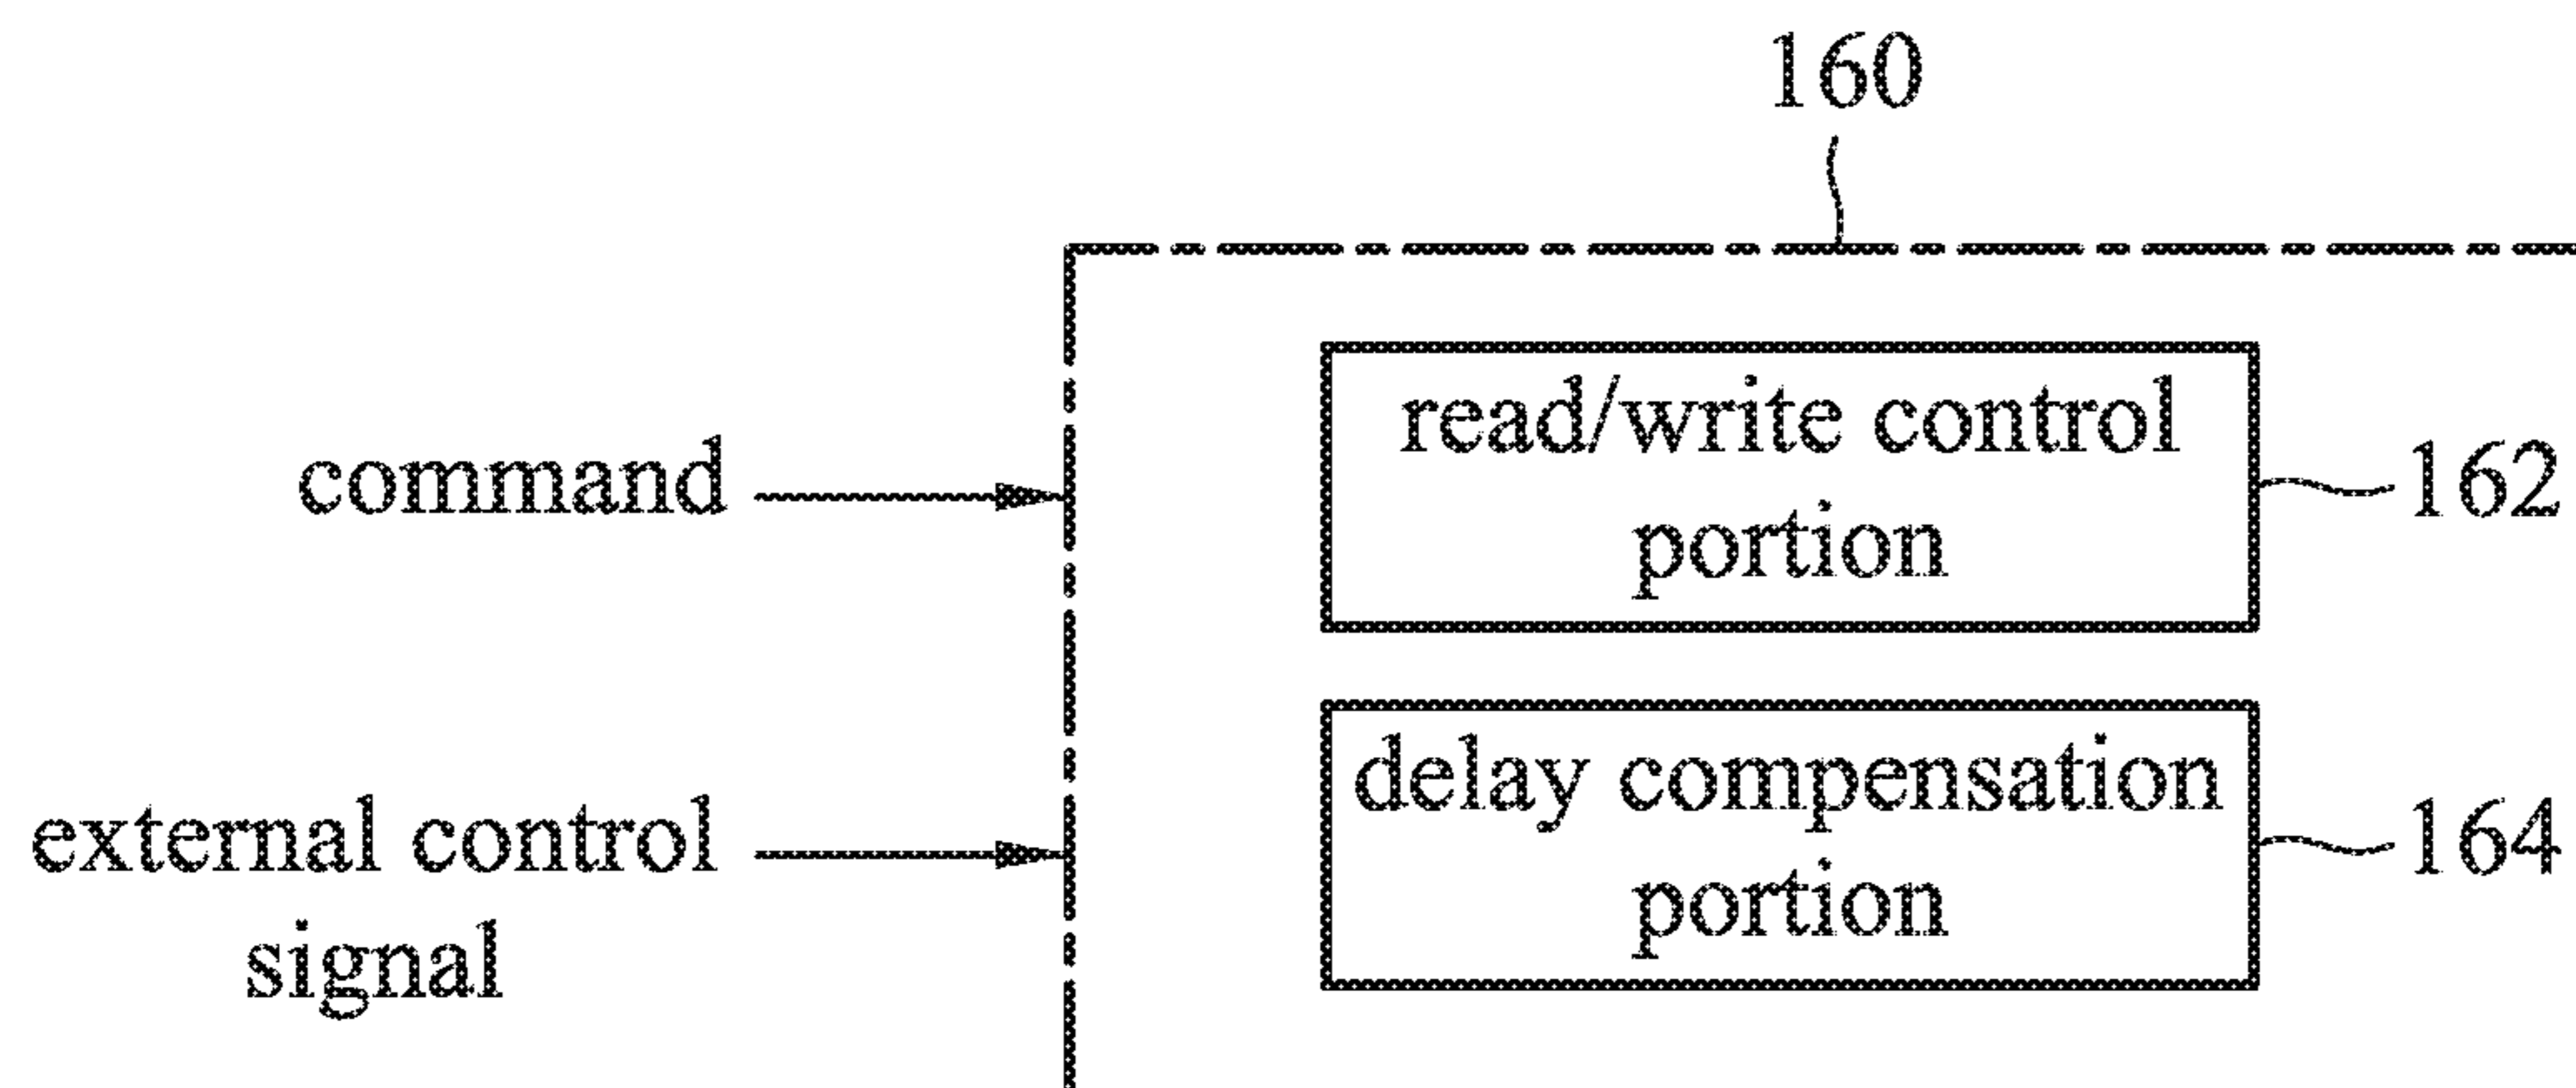 160
read/write control
portion
162
command
delay compensation
portion
164
external control
signal